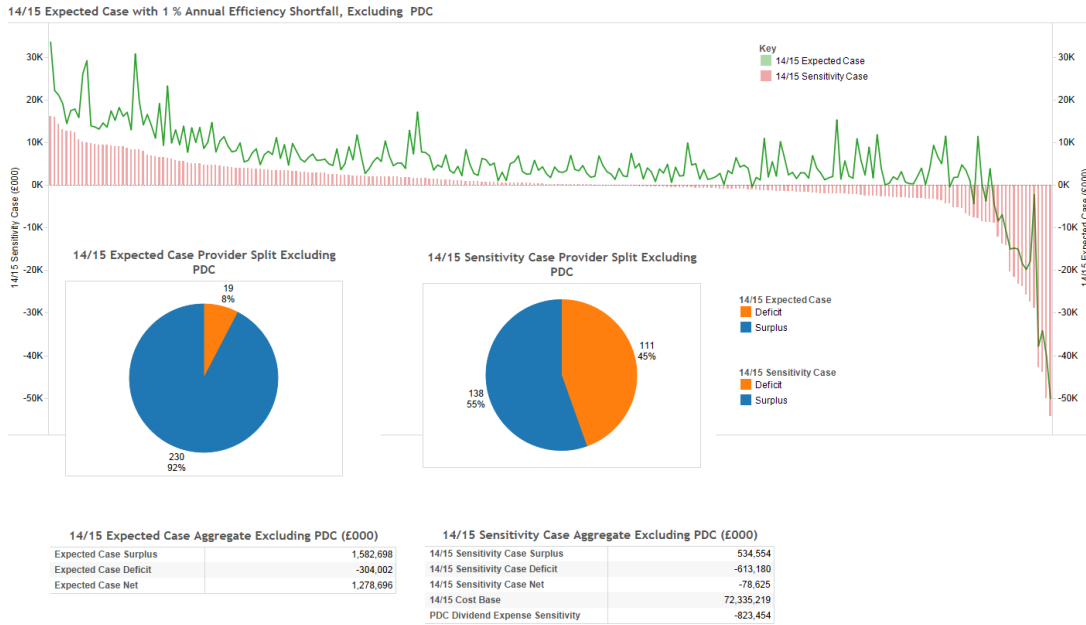 14/15 Expected Case with 1 % Annual Efficiency Shortfall, Excluding PDC
30K
20K
10K
0K
-10K
-20K
-30K
-40K
-50K
14/15 Sensitivity Case (£000)
Key
14/15 Expected Case
14/15 Sensitivity Case
30K
20K
10K
0K
-10K
-20K
-30K
-40K
-50K
14/15 Expected Case (£000)
14/15 Expected Case Provider Split Excluding
PDC
19
8%
230
92%
14/15 Sensitivity Case Provider Split Excluding
PDC
111
45%
138
55%
14/15 Expected Case
Deficit
Surplus
14/15 Sensitivity Case
Deficit
Surplus
14/15 Expected Case Aggregate Excluding PDC (£000)
Expected Case Surplus 1,582,698
Expected Case Deficit -304,002
Expected Case Net 1,278,696
14/15 Sensitivity Case Aggregate Excluding PDC (£000)
14/15 Sensitivity Case Surplus 534,554
14/15 Sensitivity Case Deficit -613,180
14/15 Sensitivity Case Net -78,625
14/15 Cost Base 72,335,219
PDC Dividend Expense Sensitivity -823,454